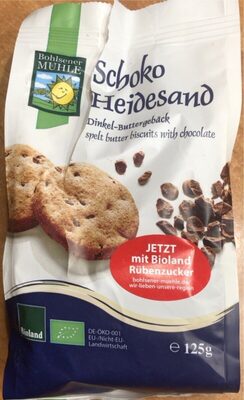 Bohlsener
MÜHLE
Schoko
Heidesand
Dinkel-Buttergebäck
spelt butter biscuits with chocolate
JETZT
mit Bioland
Rübenzucker
bohlsener-muehle.de
wir-lieben-unsere-region
Bioland
DE-ÖKO-001
EU-/Nicht-EU-
Landwirtschaft
℮ 125g